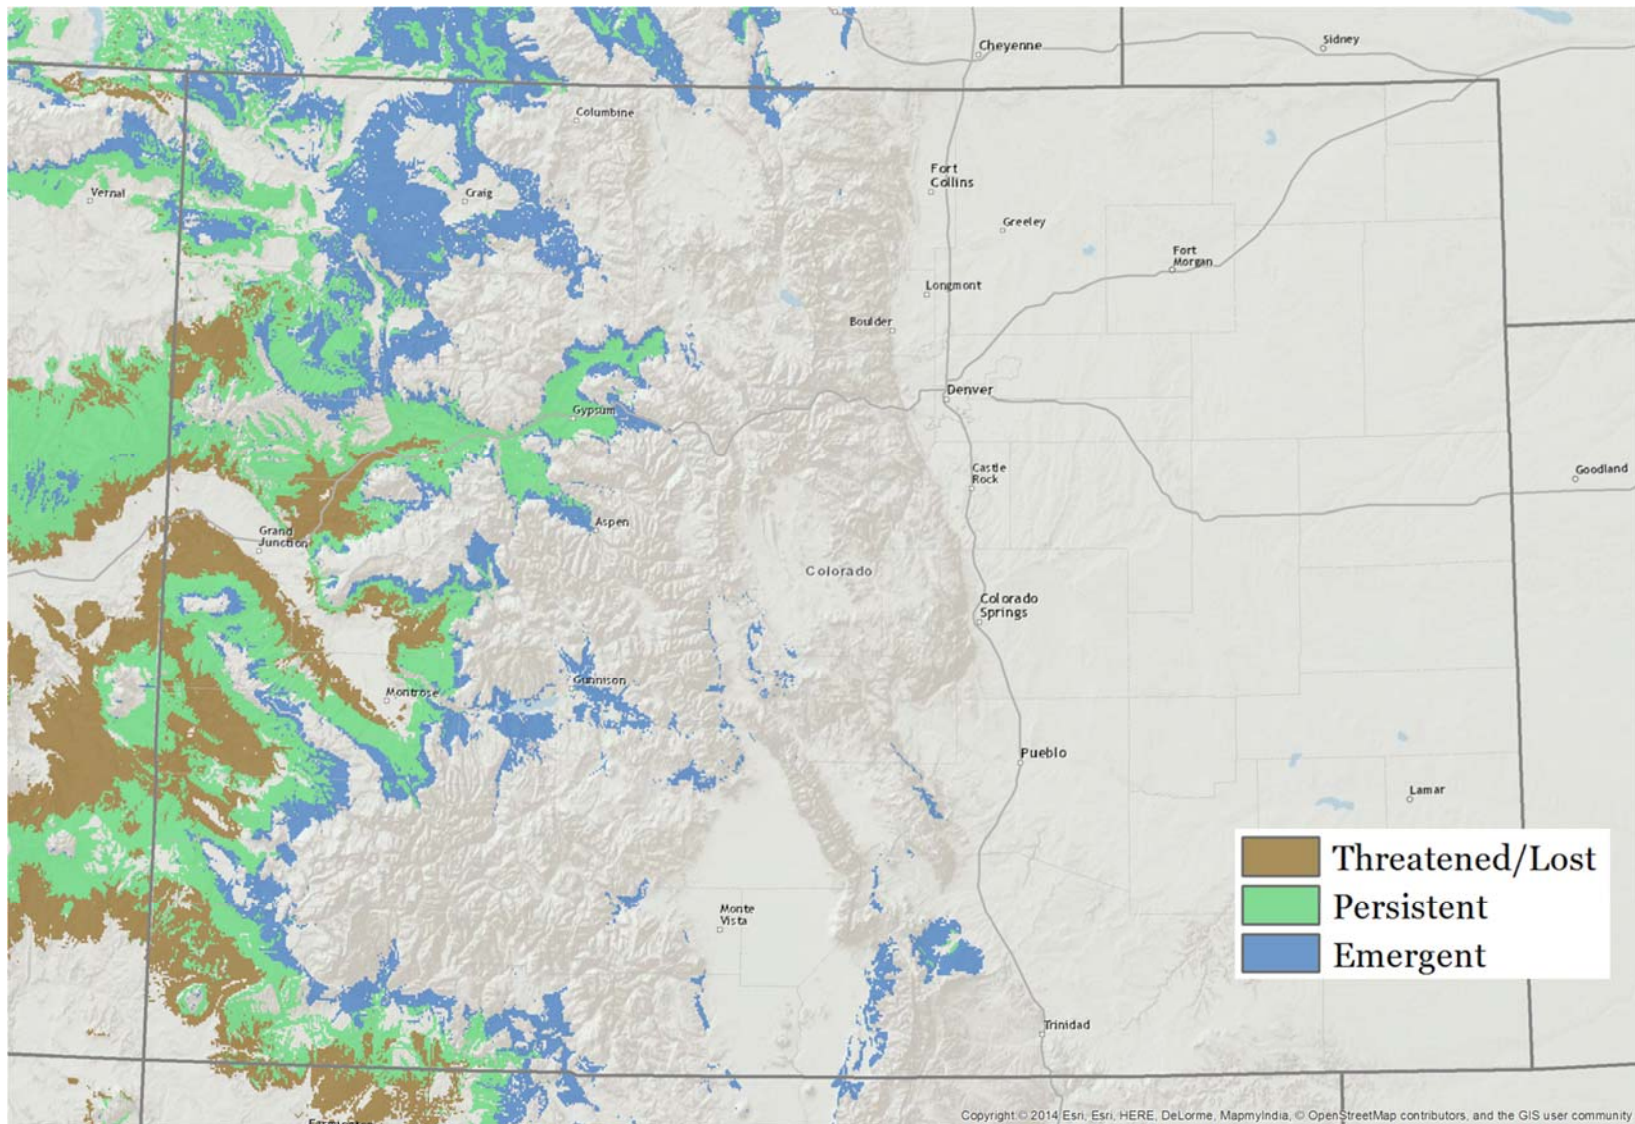 Cheyenne
Sidney
Columbine
Fort
Collins
Vernal
Craig
Greeley
Fort
Morgan
Longmont
Boulder
Denver
Gypsum
Castle
Rock
Goodland
Aspen
Grand
Junction
Colorado
Colorado
Springs
Gunnison
Montrose
Pueblo
Lamar
Threatened/Lost
Persistent
Emergent
Monte
Vista
Trinidad
Copyright:© 2014 Esri, Esri, HERE, DeLorme, MapmyIndia, © OpenStreetMap contributors, and the GIS user community